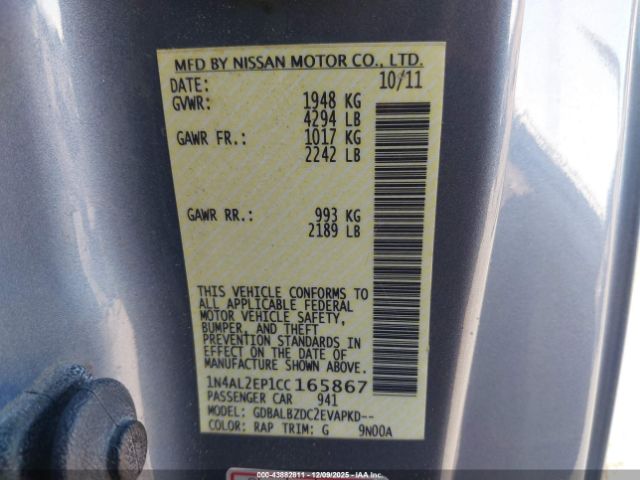 MFD BY NISSAN MOTOR CO., LTD.
DATE: 10/11
GVWR: 1948 KG
4294 LB
GAWR FR.: 1017 KG
2242 LB
GAWR RR.: 993 KG
2189 LB
THIS VEHICLE CONFORMS TO
ALL APPLICABLE FEDERAL
MOTOR VEHICLE SAFETY,
BUMPER, AND THEFT
PREVENTION STANDARDS IN
EFFECT ON THE DATE OF
MANUFACTURE SHOWN ABOVE.
1N4AL2EP1CC165867
PASSENGER CAR 941
MODEL: GDBALBZDC2EVAPKD--
COLOR: RAP TRIM: G 9N00A
000-43882811 - 12/09/2025 - IAAI.com